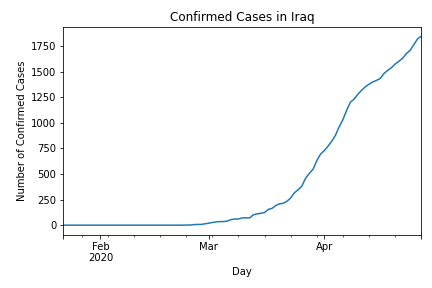 Confirmed Cases in Iraq
1750
1500
1250
1000
750
500
250
0
Number of Confirmed Cases
Feb
2020
Mar
Apr
Day